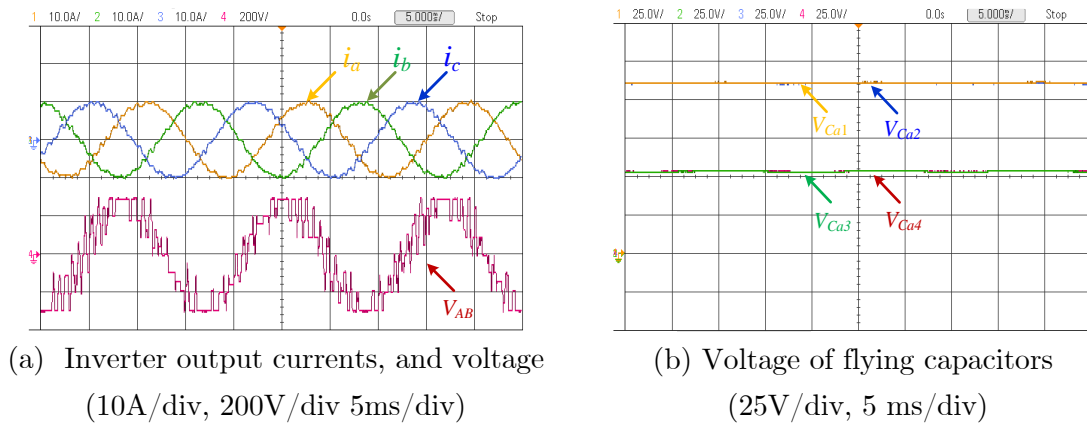 1 10.0A/ 2 10.0A/ 3 10.0A/ 4 200V/ 0.0s 5.000ms/ Stop
i_a i_b i_c
V_AB
(a) Inverter output currents, and voltage
(10A/div, 200V/div 5ms/div)
1 25.0V/ 2 25.0V/ 3 25.0V/ 4 25.0V/ 0.0s 5.000ms/ Stop
V_Ca1 V_Ca2
V_Ca3 V_Ca4
(b) Voltage of flying capacitors
(25V/div, 5 ms/div)